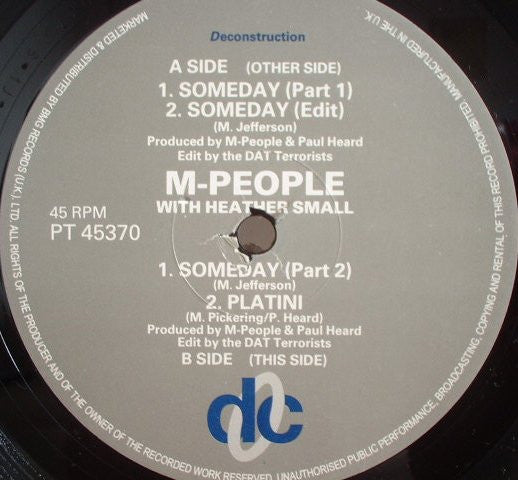 Deconstruction
A SIDE (OTHER SIDE)
1. SOMEDAY (Part 1)
2. SOMEDAY (Edit)
(M. Jefferson)
Produced by M-People & Paul Heard
Edit by the DAT Terrorists
M-PEOPLE
WITH HEATHER SMALL
45 RPM
PT 45370
1. SOMEDAY (Part 2)
(M. Jefferson)
2. PLATINI
(M. Pickering/P. Heard)
Produced by M-People & Paul Heard
Edit by the DAT Terrorists
B SIDE (THIS SIDE)
dc
MARKETED & DISTRIBUTED BY BMG RECORDS (U.K.) LTD ALL RIGHTS OF THE PRODUCER AND OF THE OWNER OF THE RECORDED WORK RESERVED. UNAUTHORISED PUBLIC PERFORMANCE, BROADCASTING, COPYING AND RENTAL OF THIS RECORD PROHIBITED. MANUFACTURED IN THE U.K.